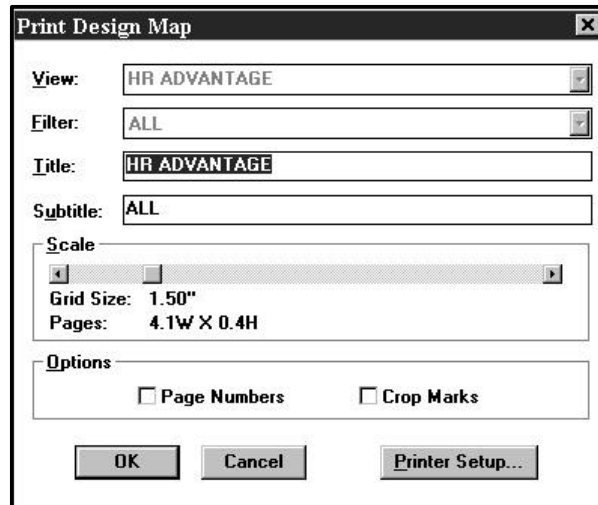 Print Design Map
View: HR ADVANTAGE
Filter: ALL
Title: HR ADVANTAGE
Subtitle: ALL
Scale
Grid Size: 1.50"
Pages: 4.1W X 0.4H
Options
Page Numbers Crop Marks
OK Cancel Printer Setup...